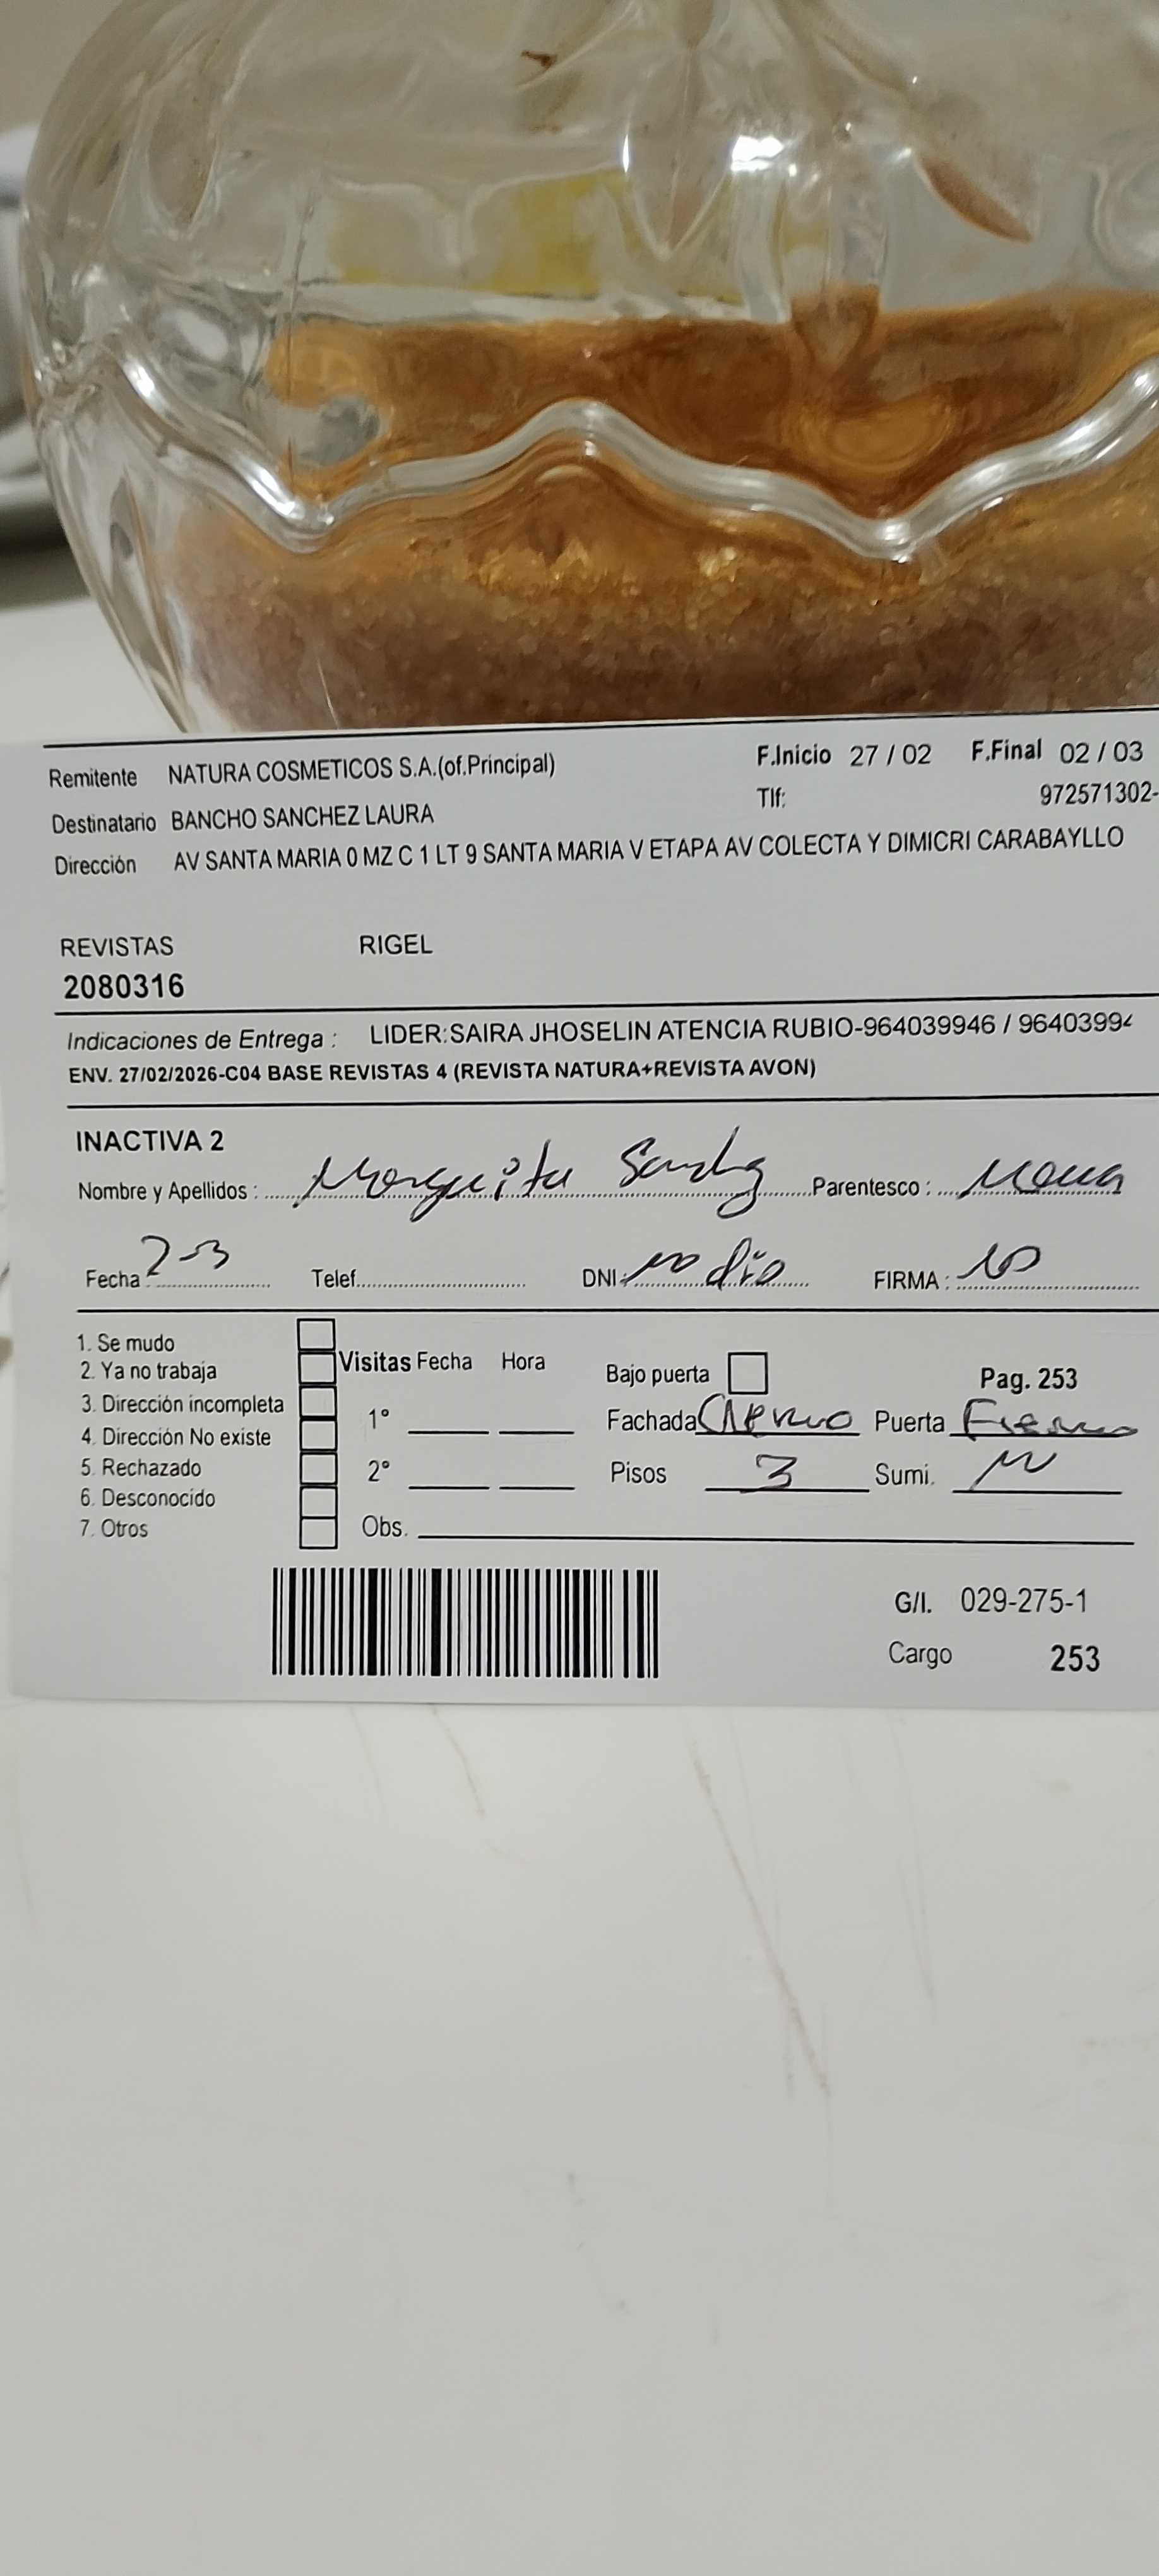 Remitente NATURA COSMETICOS S.A.(of.Principal) F.Inicio 27 / 02 F.Final 02 / 03
Tlf: 972571302-
Destinatario BANCHO SANCHEZ LAURA
Dirección AV SANTA MARIA 0 MZ C 1 LT 9 SANTA MARIA V ETAPA AV COLECTA Y DIMICRI CARABAYLLO
REVISTAS RIGEL
2080316
Indicaciones de Entrega : LIDER:SAIRA JHOSELIN ATENCIA RUBIO-964039946 / 96403994
ENV. 27/02/2026-C04 BASE REVISTAS 4 (REVISTA NATURA+REVISTA AVON)
INACTIVA 2
Nombre y Apellidos : Parentesco :
Fecha : 2-3 Telef. DNI : no dio FIRMA :
1. Se mudo
2. Ya no trabaja
3. Dirección incompleta
4. Dirección No existe
5. Rechazado
6. Desconocido
7. Otros
Visitas Fecha Hora
1°
2°
Obs.
Bajo puerta Pag. 253
Fachada Puerta Fierro
Pisos 3 Sumi.
G/I. 029-275-1
Cargo 253